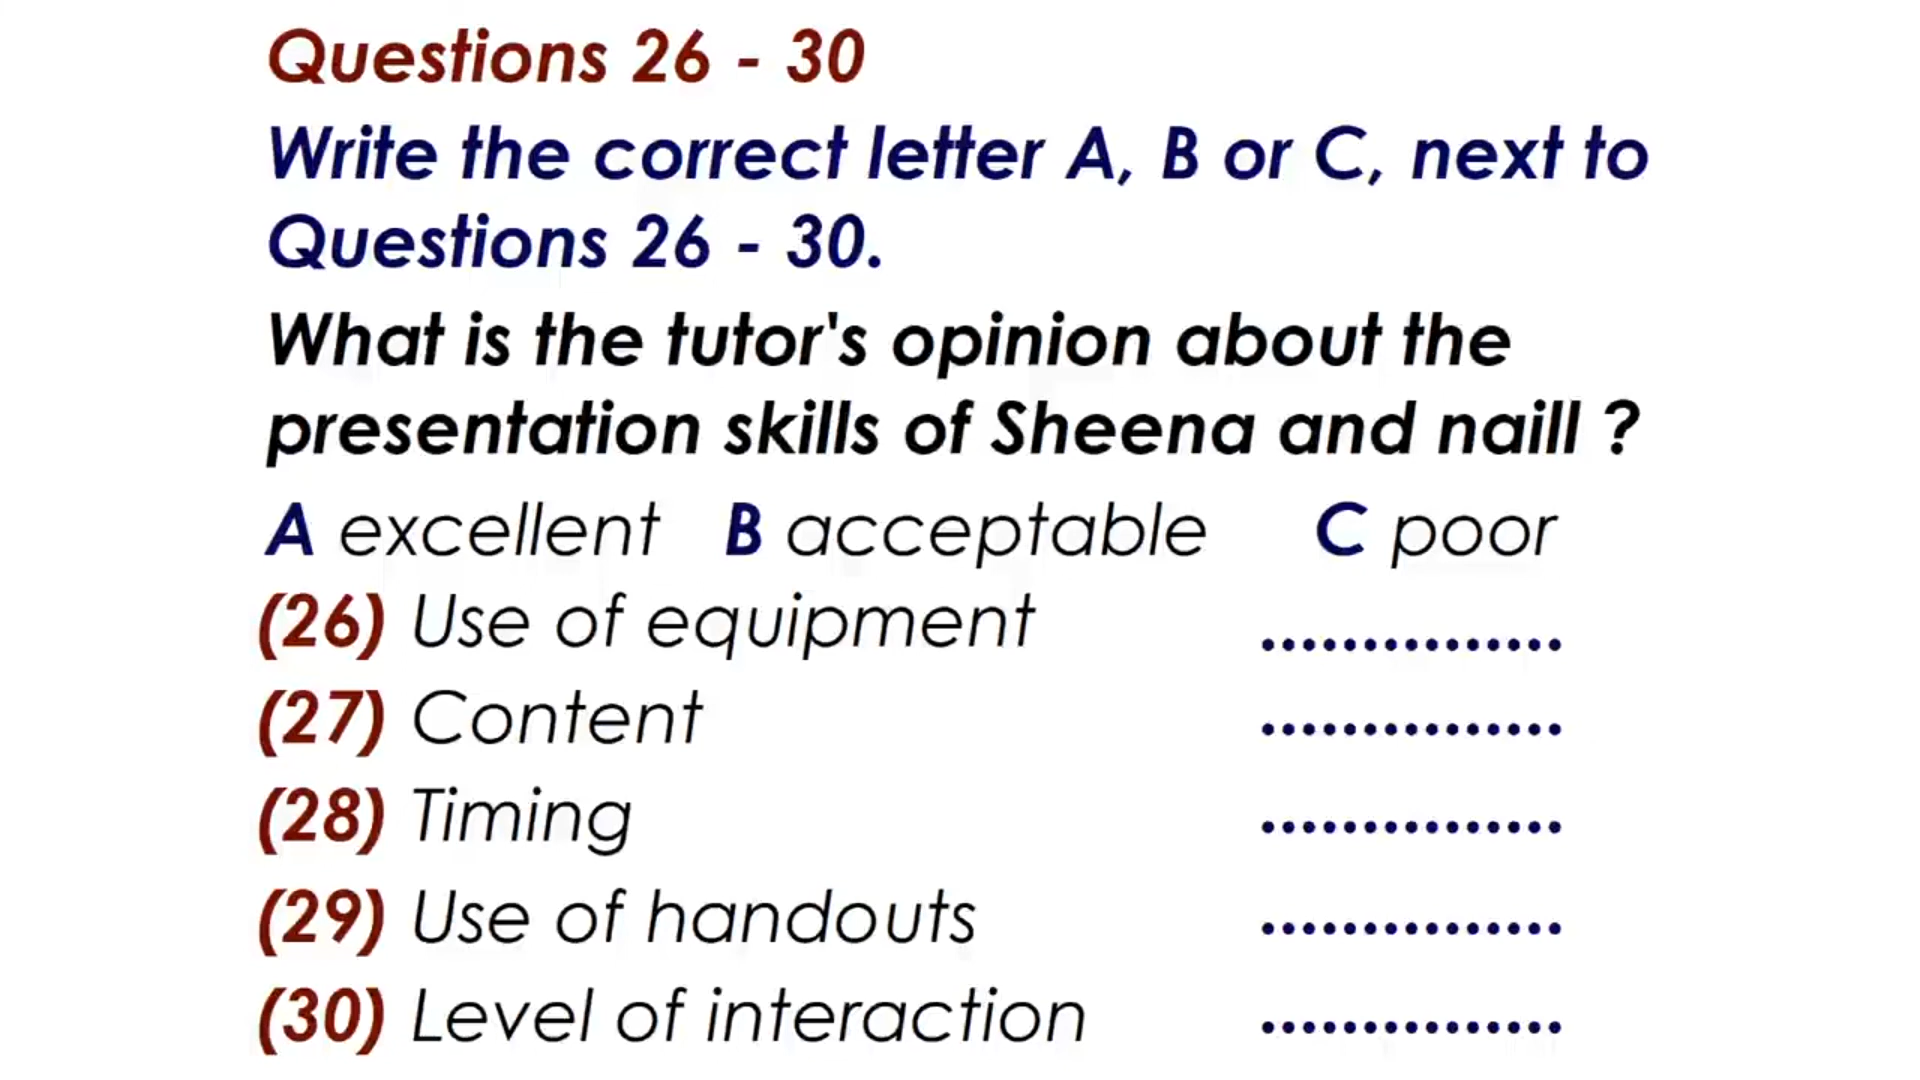 Questions 26 - 30
Write the correct letter A, B or C, next to
Questions 26 - 30.
What is the tutor's opinion about the
presentation skills of Sheena and naill ?
A excellent B acceptable C poor
(26) Use of equipment ...............
(27) Content ...............
(28) Timing ...............
(29) Use of handouts ...............
(30) Level of interaction ...............